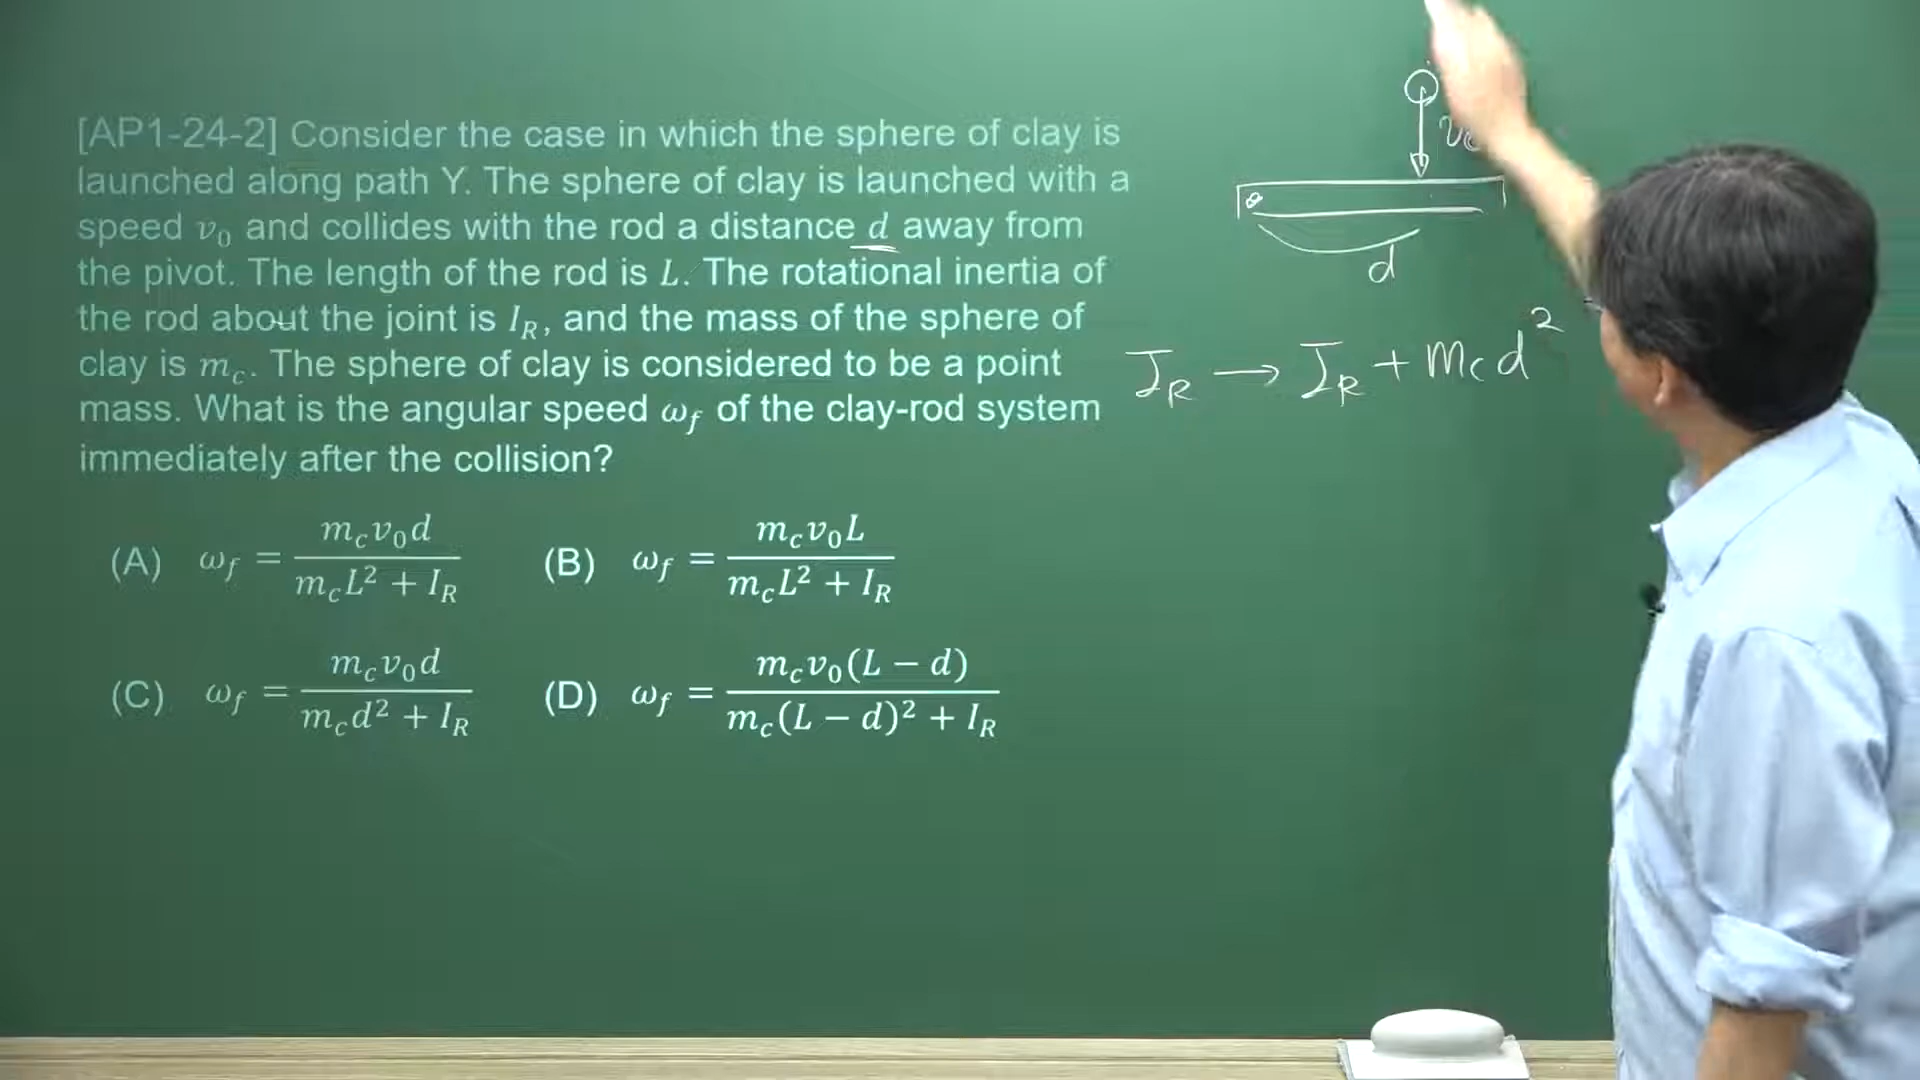 [AP1-24-2] Consider the case in which the sphere of clay is
launched along path Y. The sphere of clay is launched with a
speed v₀ and collides with the rod a distance d away from
the pivot. The length of the rod is L. The rotational inertia of
the rod about the joint is I_R, and the mass of the sphere of
clay is m_c. The sphere of clay is considered to be a point
mass. What is the angular speed ω_f of the clay-rod system
immediately after the collision?
(A) ω_f = m_c v₀ d / (m_c L² + I_R) (B) ω_f = m_c v₀ L / (m_c L² + I_R)
(C) ω_f = m_c v₀ d / (m_c d² + I_R) (D) ω_f = m_c v₀ (L − d) / (m_c (L − d)² + I_R)
d
I_R → I_R + m_c d²